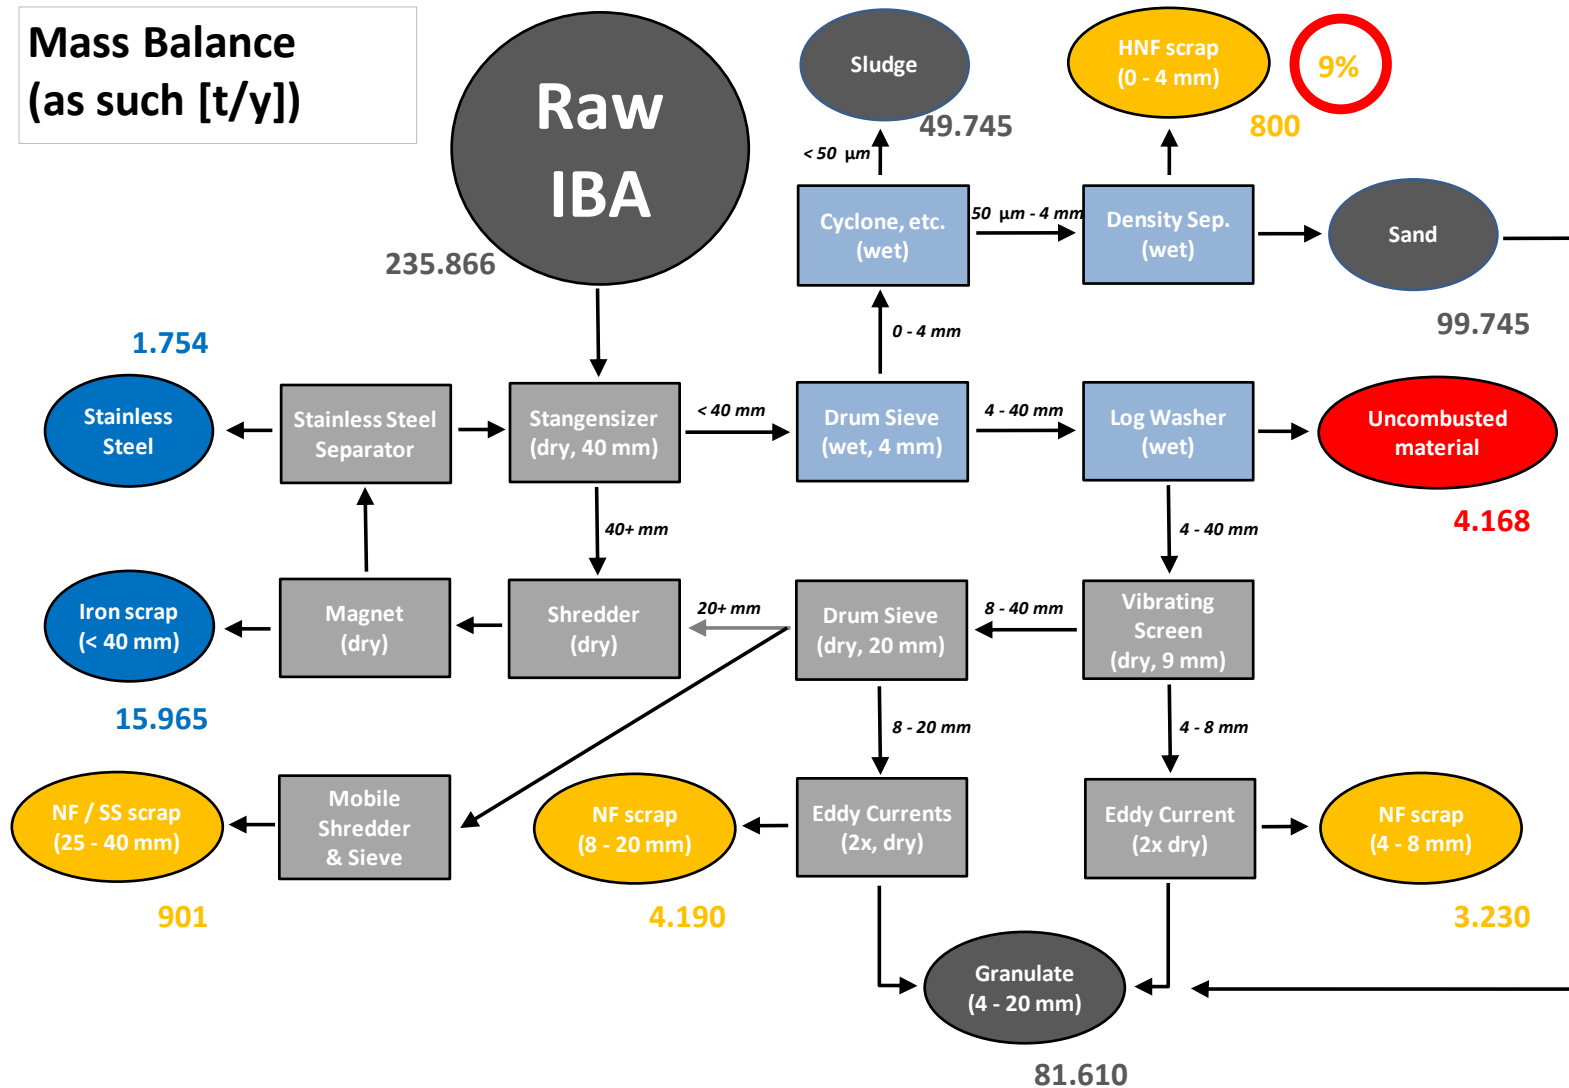 Mass Balance
(as such [t/y])
Raw
IBA
235.866
Sludge
49.745
HNF scrap
(0 - 4 mm)
9%
800
< 50 µm
Cyclone, etc.
(wet)
50 µm - 4 mm
Density Sep.
(wet)
Sand
99.745
0 - 4 mm
1.754
Stainless
Steel
Stainless Steel
Separator
Stangensizer
(dry, 40 mm)
< 40 mm
Drum Sieve
(wet, 4 mm)
4 - 40 mm
Log Washer
(wet)
Uncombusted
material
4.168
40+ mm
4 - 40 mm
Iron scrap
(< 40 mm)
15.965
Magnet
(dry)
Shredder
(dry)
20+ mm
Drum Sieve
(dry, 20 mm)
8 - 40 mm
Vibrating
Screen
(dry, 9 mm)
8 - 20 mm
4 - 8 mm
NF / SS scrap
(25 - 40 mm)
901
Mobile
Shredder
& Sieve
NF scrap
(8 - 20 mm)
4.190
Eddy Currents
(2x, dry)
Eddy Current
(2x dry)
NF scrap
(4 - 8 mm)
3.230
Granulate
(4 - 20 mm)
81.610